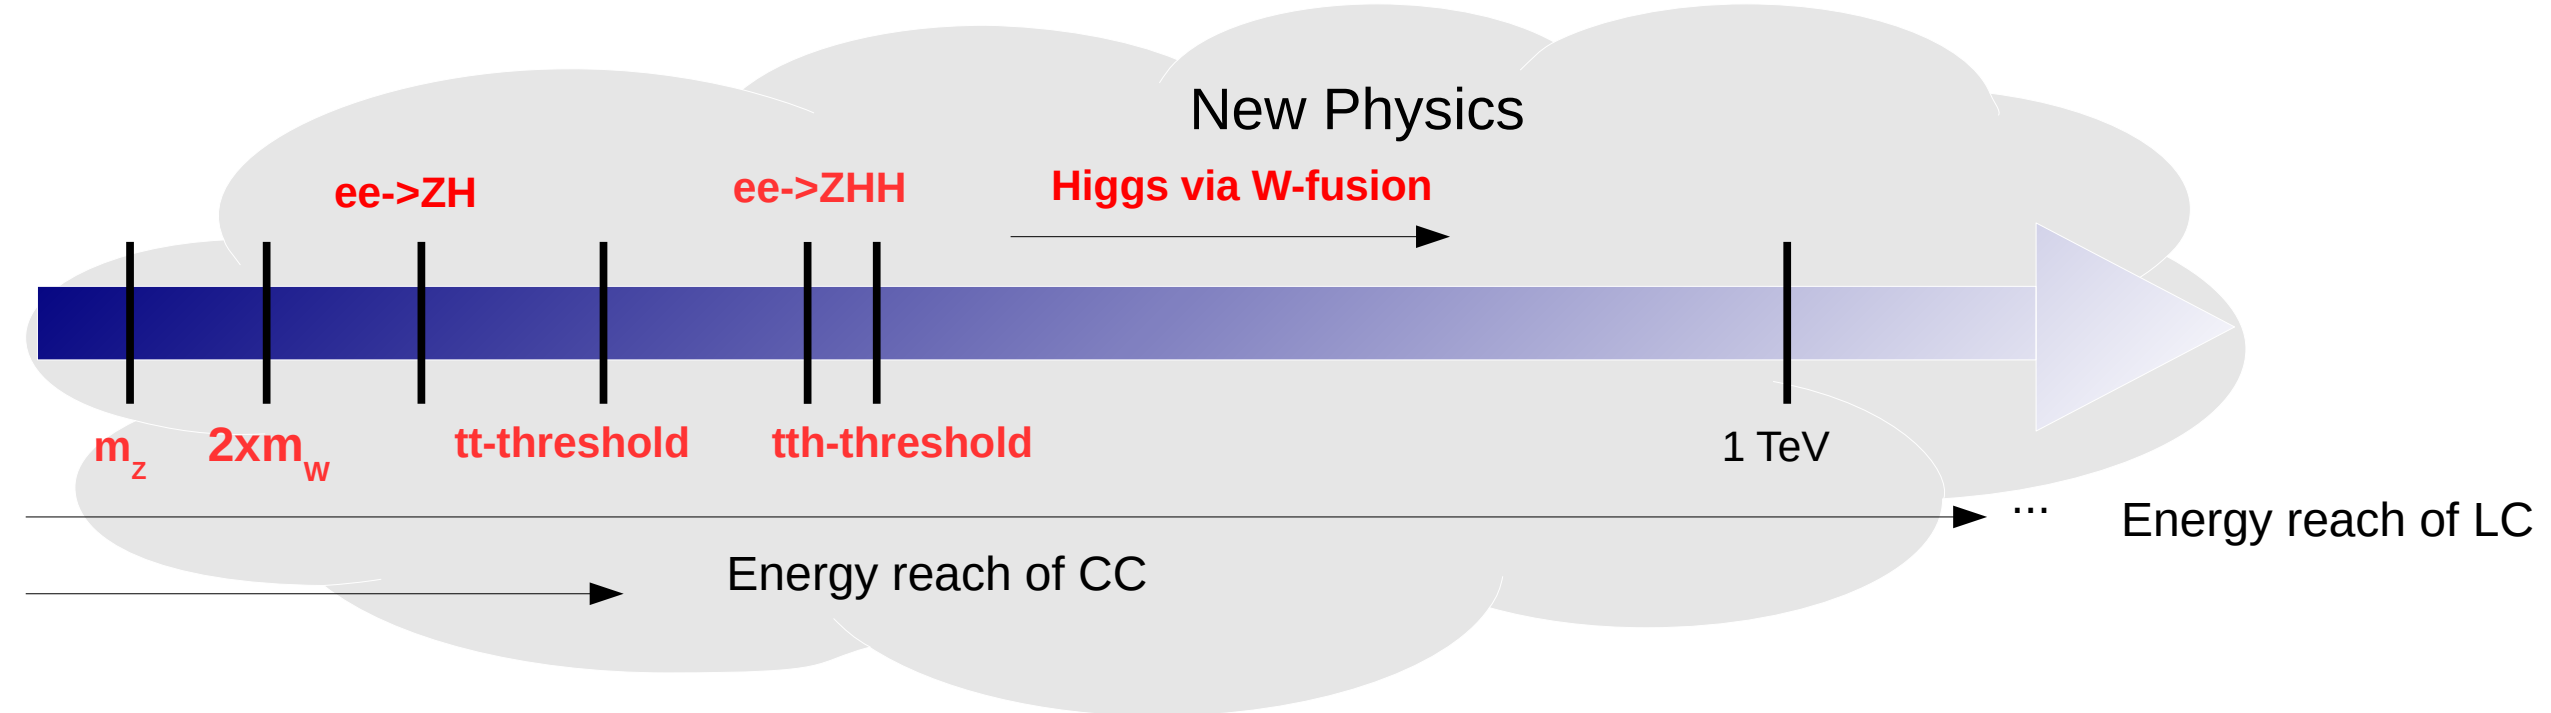 New Physics
ee->ZH
ee->ZHH
Higgs via W-fusion
mz
2xmw
tt-threshold
tth-threshold
1 TeV
... Energy reach of LC
Energy reach of CC